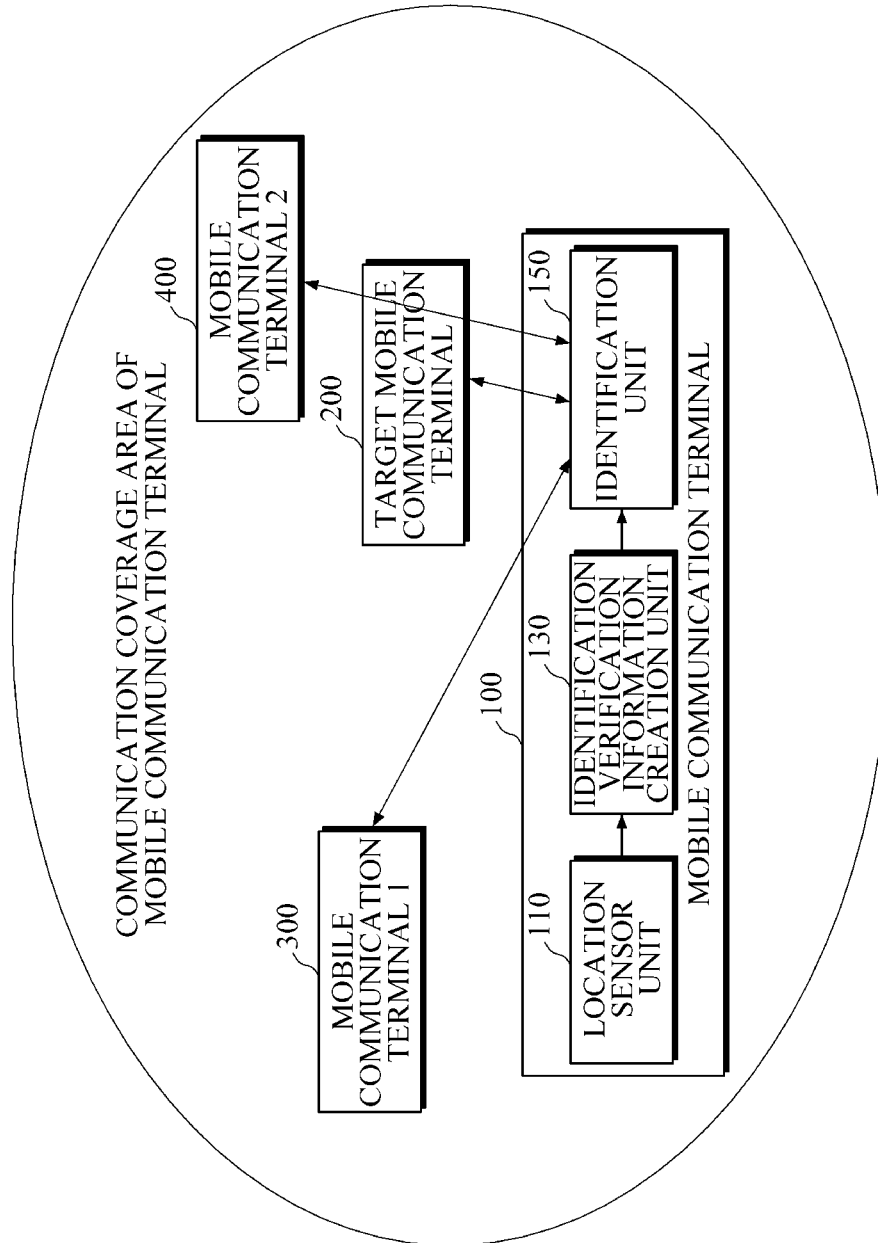 COMMUNICATION COVERAGE AREA OF
MOBILE COMMUNICATION TERMINAL
400
MOBILE
COMMUNICATION
TERMINAL 2
300
MOBILE
COMMUNICATION
TERMINAL 1
200
TARGET MOBILE
COMMUNICATION
TERMINAL
100
110
LOCATION
SENSOR
UNIT
130
IDENTIFICATION
VERIFICATION
INFORMATION
CREATION UNIT
150
IDENTIFICATION
UNIT
MOBILE COMMUNICATION TERMINAL